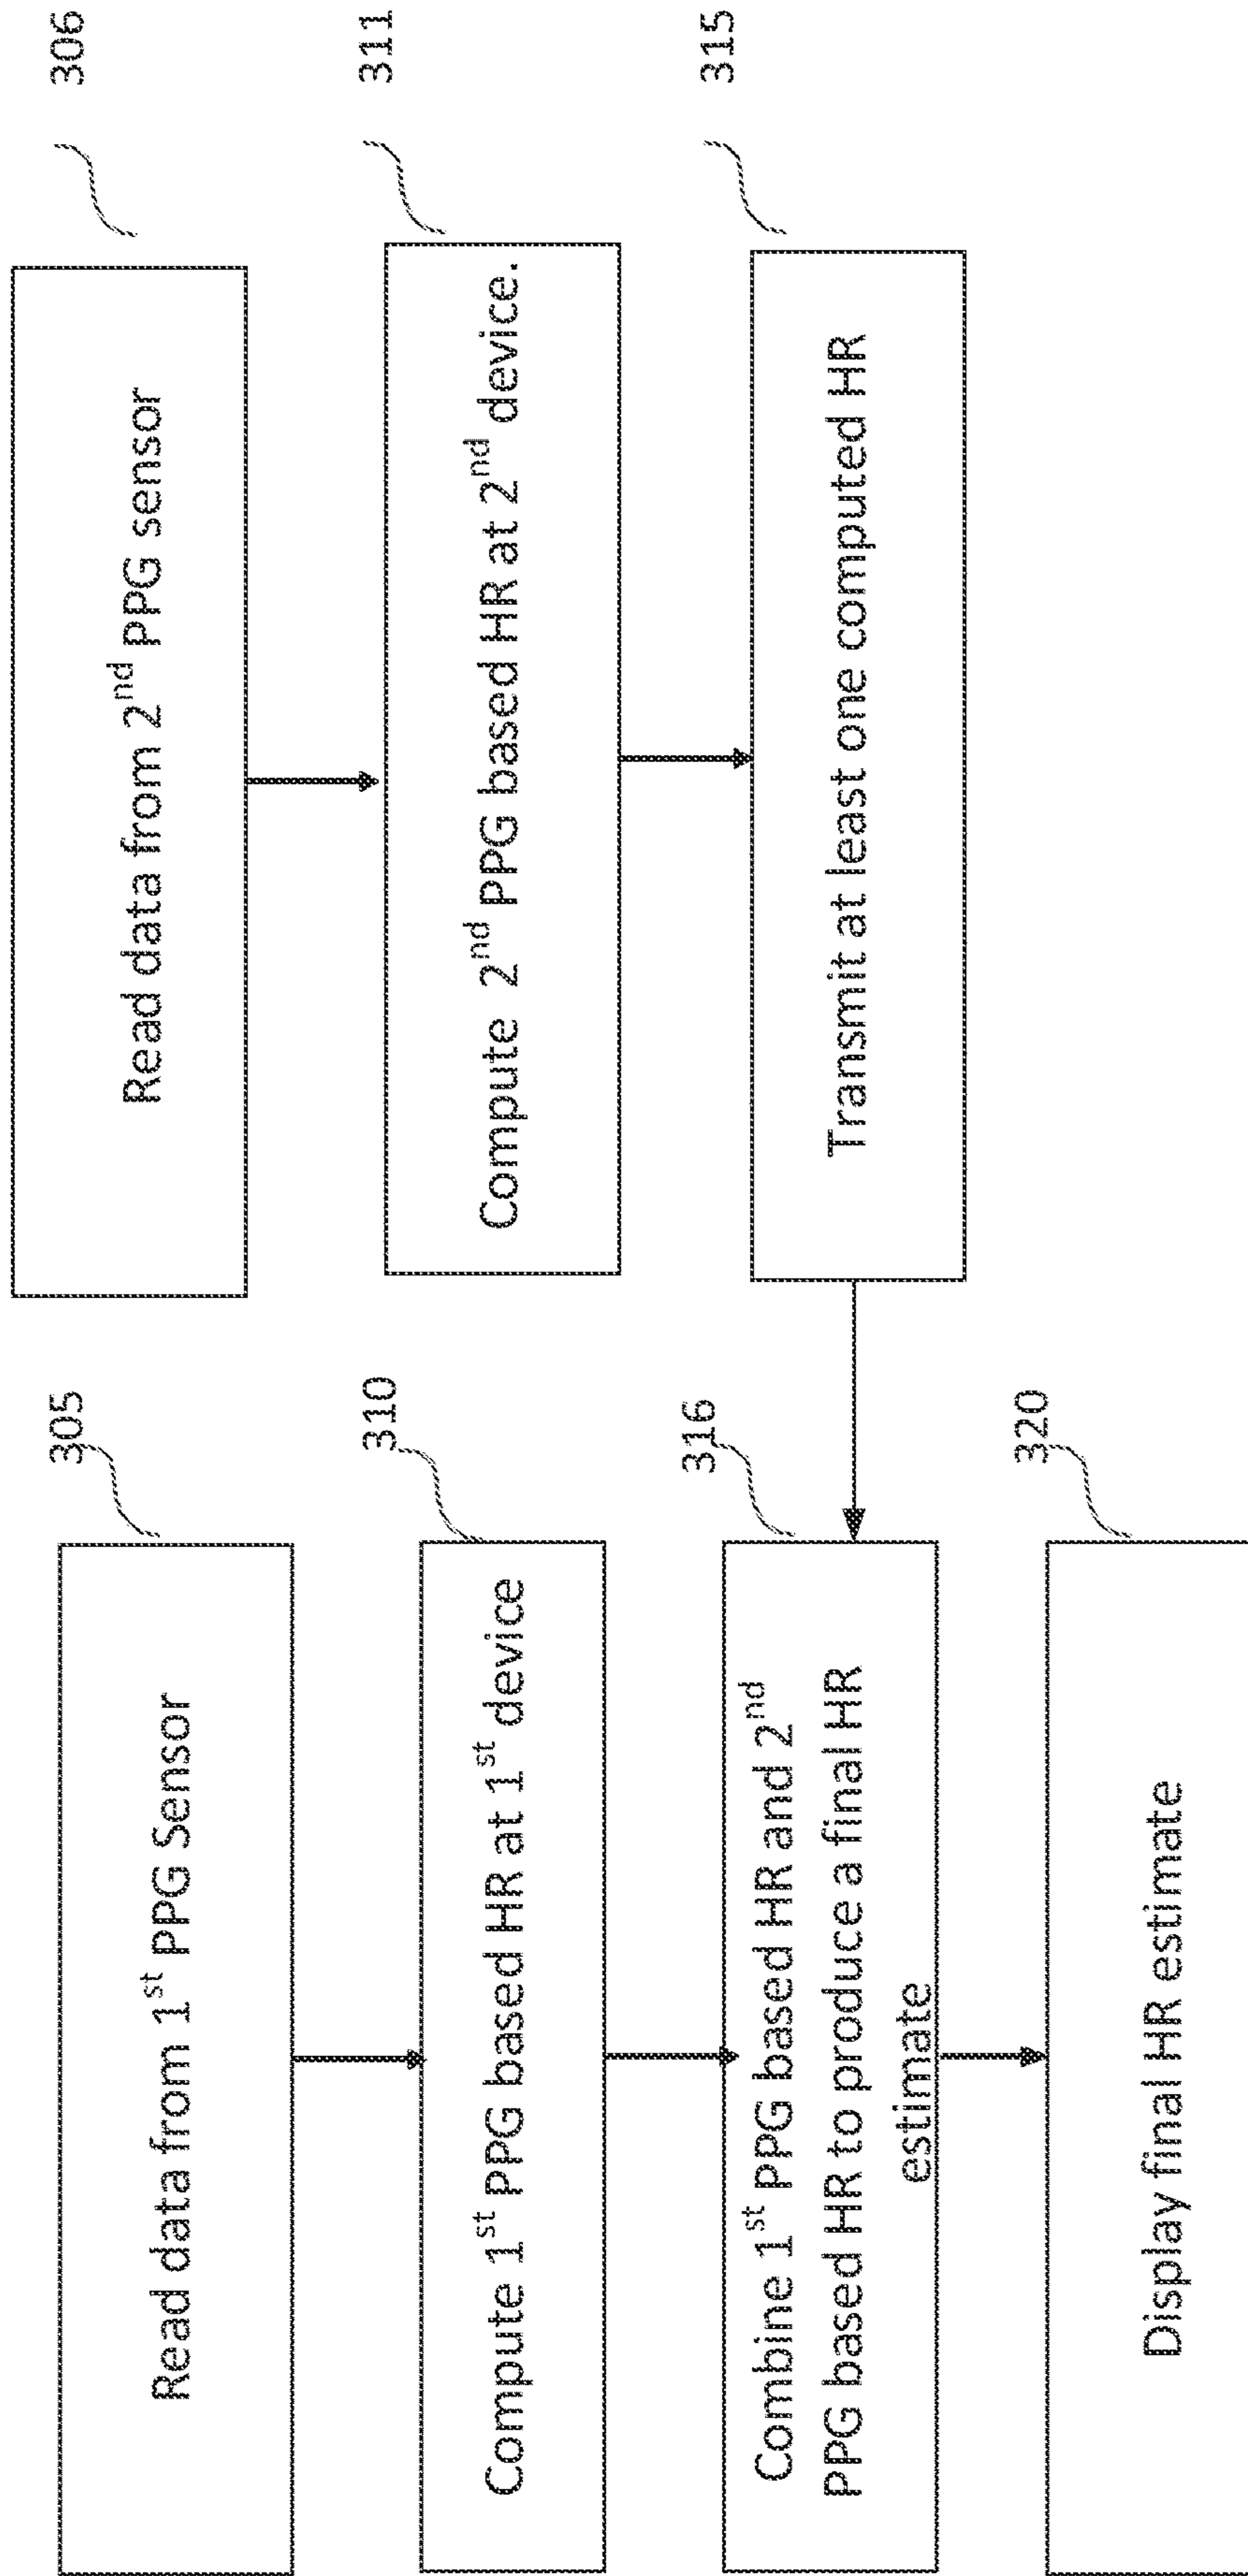 305
Read data from 1st PPG Sensor
310
Compute 1st PPG based HR at 1st device
316
Combine 1st PPG based HR and 2nd
PPG based HR to produce a final HR
estimate
320
Display final HR estimate
306
Read data from 2nd PPG sensor
311
Compute 2nd PPG based HR at 2nd device.
315
Transmit at least one computed HR